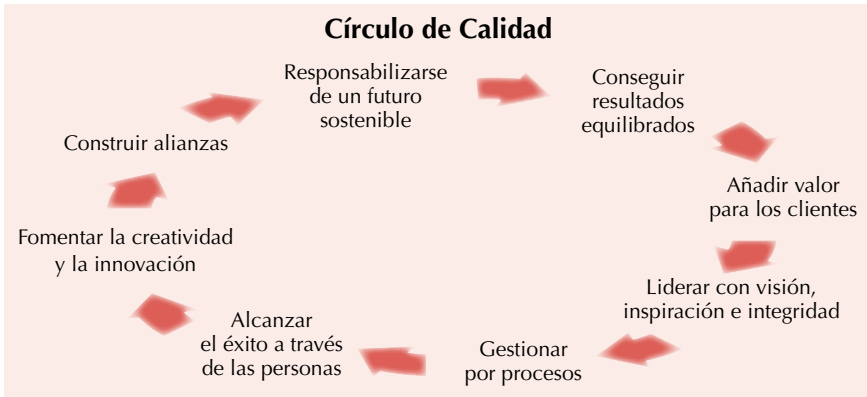 Círculo de Calidad
Responsabilizarse
de un futuro
sostenible
Conseguir
resultados
equilibrados
Añadir valor
para los clientes
Liderar con visión,
inspiración e integridad
Gestionar
por procesos
Alcanzar
el éxito a través
de las personas
Fomentar la creatividad
y la innovación
Construir alianzas